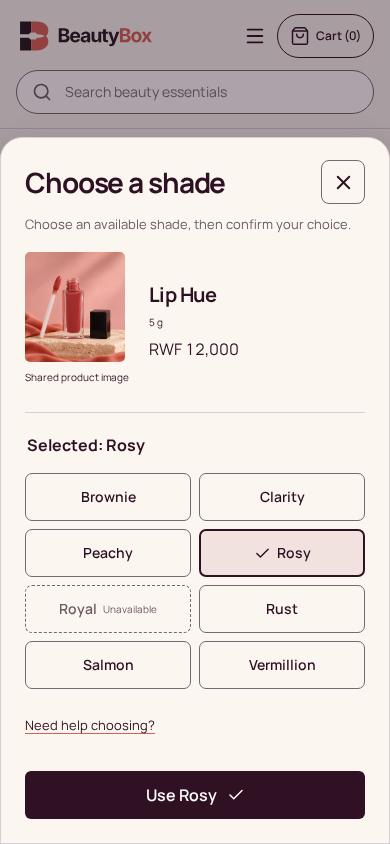 BeautyBox
Cart (0)
Search beauty essentials
Choose a shade
Choose an available shade, then confirm your choice.
Lip Hue
5 g
RWF 12,000
Shared product image
Selected: Rosy
Brownie
Clarity
Peachy
Rosy
Royal Unavailable
Rust
Salmon
Vermillion
Need help choosing?
Use Rosy